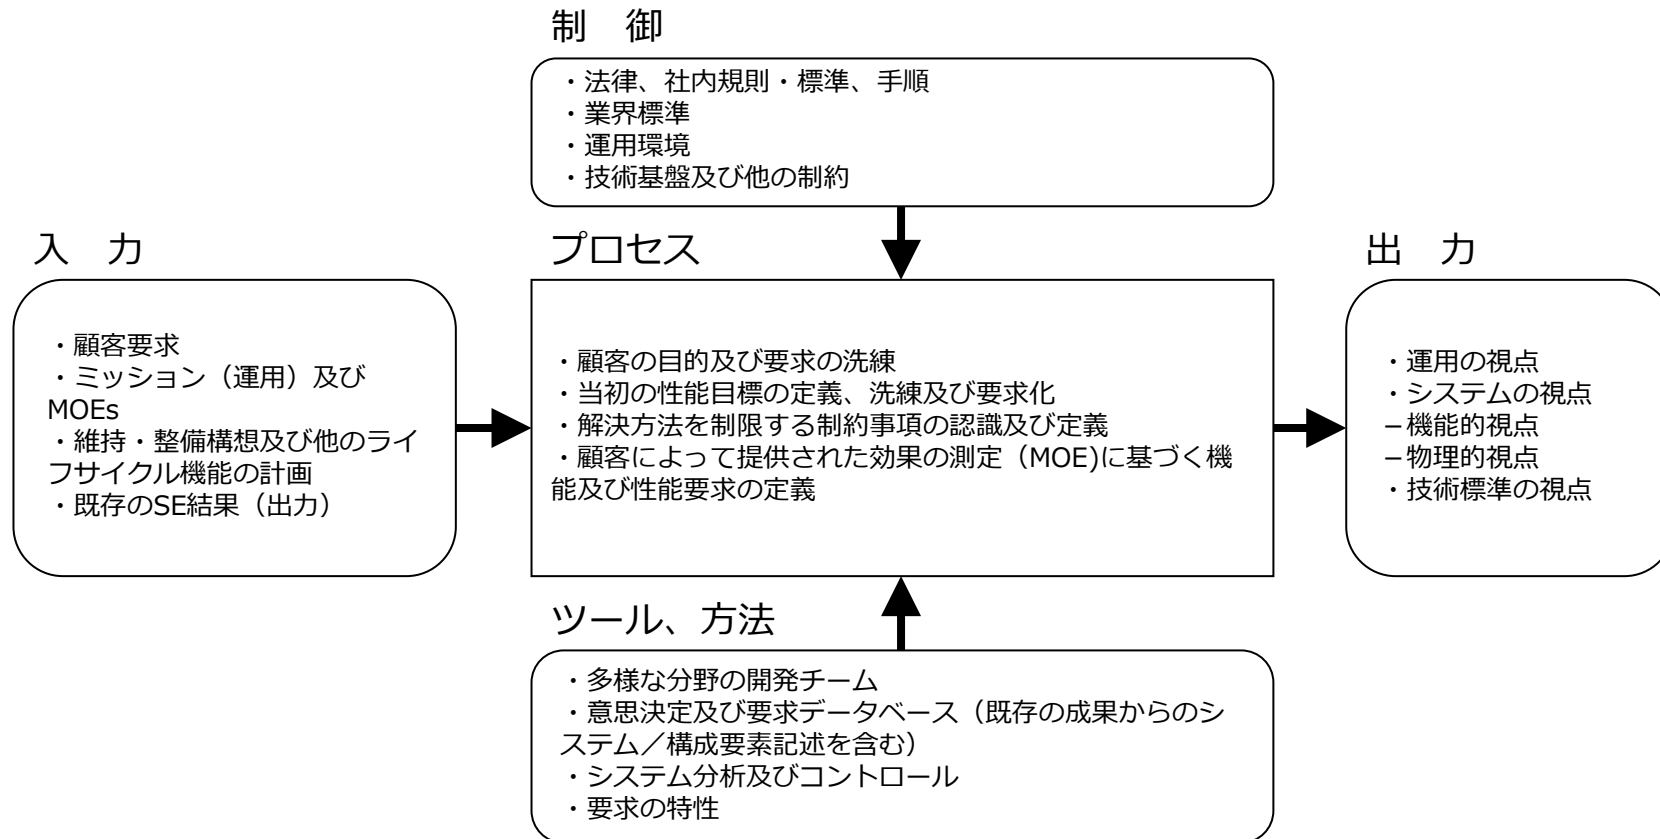 制　御
・法律、社内規則・標準、手順
・業界標準
・運用環境
・技術基盤及び他の制約
入　力
・顧客要求
・ミッション（運用）及び
MOEs
・維持・整備構想及び他のライ
フサイクル機能の計画
・既存のSE結果（出力）
プロセス
・顧客の目的及び要求の洗練
・当初の性能目標の定義、洗練及び要求化
・解決方法を制限する制約事項の認識及び定義
・顧客によって提供された効果の測定（MOE)に基づく機
能及び性能要求の定義
出　力
・運用の視点
・システムの視点
－機能的視点
－物理的視点
・技術標準の視点
ツール、方法
・多様な分野の開発チーム
・意思決定及び要求データベース（既存の成果からのシ
ステム／構成要素記述を含む）
・システム分析及びコントロール
・要求の特性